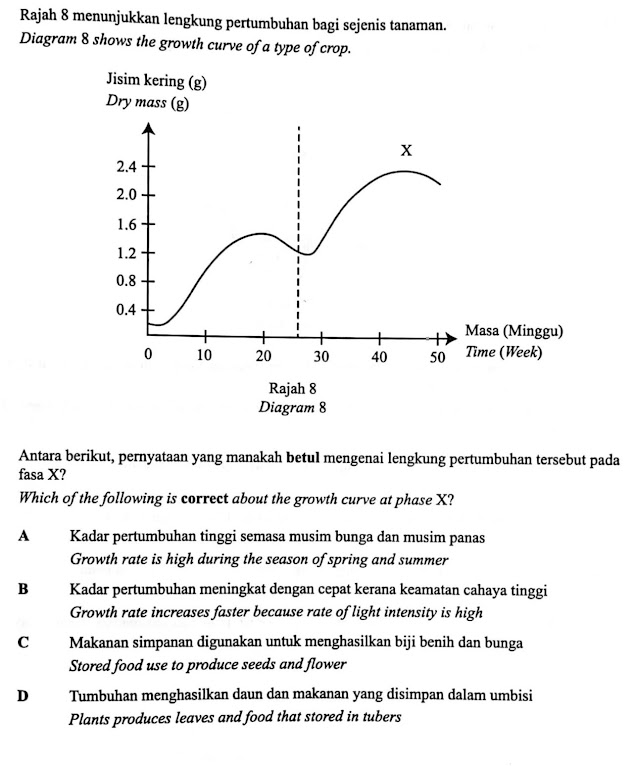 Rajah 8 menunjukkan lengkung pertumbuhan bagi sejenis tanaman.
Diagram 8 shows the growth curve of a type of crop.
Jisim kering (g)
Dry mass (g)
X
2.4
2.0
1.6
1.2
0.8
0.4
Masa (Minggu)
0 10 20 30 40 50 Time (Week)
Rajah 8
Diagram 8
Antara berikut, pernyataan yang manakah betul mengenai lengkung pertumbuhan tersebut pada
fasa X?
Which of the following is correct about the growth curve at phase X?
A Kadar pertumbuhan tinggi semasa musim bunga dan musim panas
Growth rate is high during the season of spring and summer
B Kadar pertumbuhan meningkat dengan cepat kerana keamatan cahaya tinggi
Growth rate increases faster because rate of light intensity is high
C Makanan simpanan digunakan untuk menghasilkan biji benih dan bunga
Stored food use to produce seeds and flower
D Tumbuhan menghasilkan daun dan makanan yang disimpan dalam umbisi
Plants produces leaves and food that stored in tubers